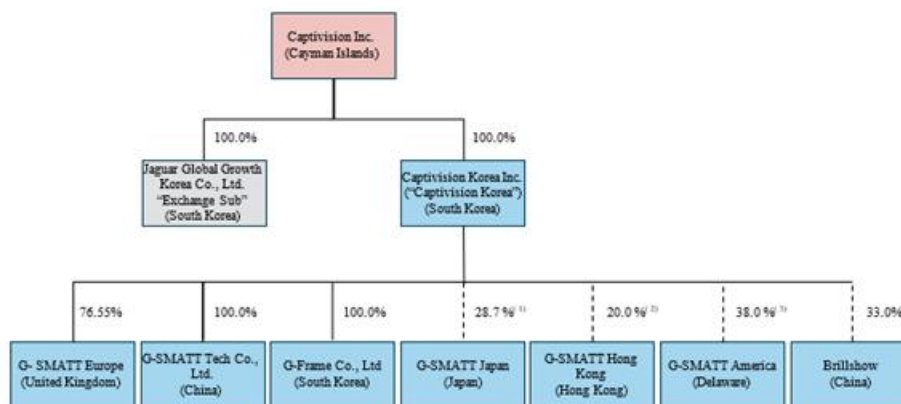 Captivision Inc.
(Cayman Islands)
100.0%
100.0%
Jaguar Global Growth
Korea Co., Ltd.
“Exchange Sub”
(South Korea)
Captivision Korea Inc.
(“Captivision Korea”)
(South Korea)
76.55%
100.0%
100.0%
28.7%(1)
20.0%(2)
38.0%(3)
33.0%
G- SMATT Europe
(United Kingdom)
G-SMATT Tech Co.,
Ltd.
(China)
G-Frame Co., Ltd
(South Korea)
G-SMATT Japan
(Japan)
G-SMATT Hong
Kong
(Hong Kong)
G-SMATT America
(Delaware)
Brillshow
(China)